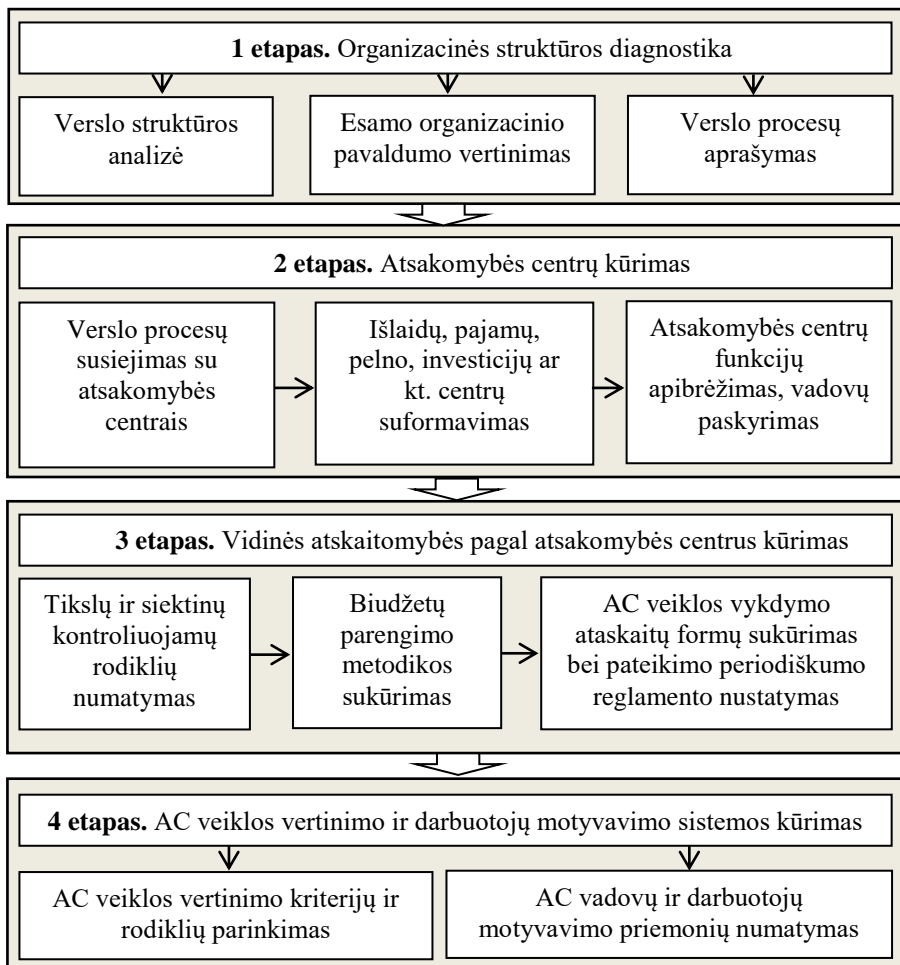 1 etapas. Organizacinės struktūros diagnostika
Verslo struktūros
analizė
Esamo organizacinio
pavaldumo vertinimas
Verslo procesų
aprašymas
2 etapas. Atsakomybės centrų kūrimas
Verslo procesų
susiejimas su
atsakomybės
centrais
Išlaidų, pajamų,
pelno, investicijų ar
kt. centrų
suformavimas
Atsakomybės centrų
funkcijų
apibrėžimas, vadovų
paskyrimas
3 etapas. Vidinės atskaitomybės pagal atsakomybės centrus kūrimas
Tikslų ir siektinų
kontroliuojamų
rodiklių
numatymas
Biudžetų
parengimo
metodikos
sukūrimas
AC veiklos vykdymo
ataskaitų formų sukūrimas
bei pateikimo periodiškumo
reglamento nustatymas
4 etapas. AC veiklos vertinimo ir darbuotojų motyvavimo sistemos kūrimas
AC veiklos vertinimo kriterijų ir
rodiklių parinkimas
AC vadovų ir darbuotojų
motyvavimo priemonių numatymas